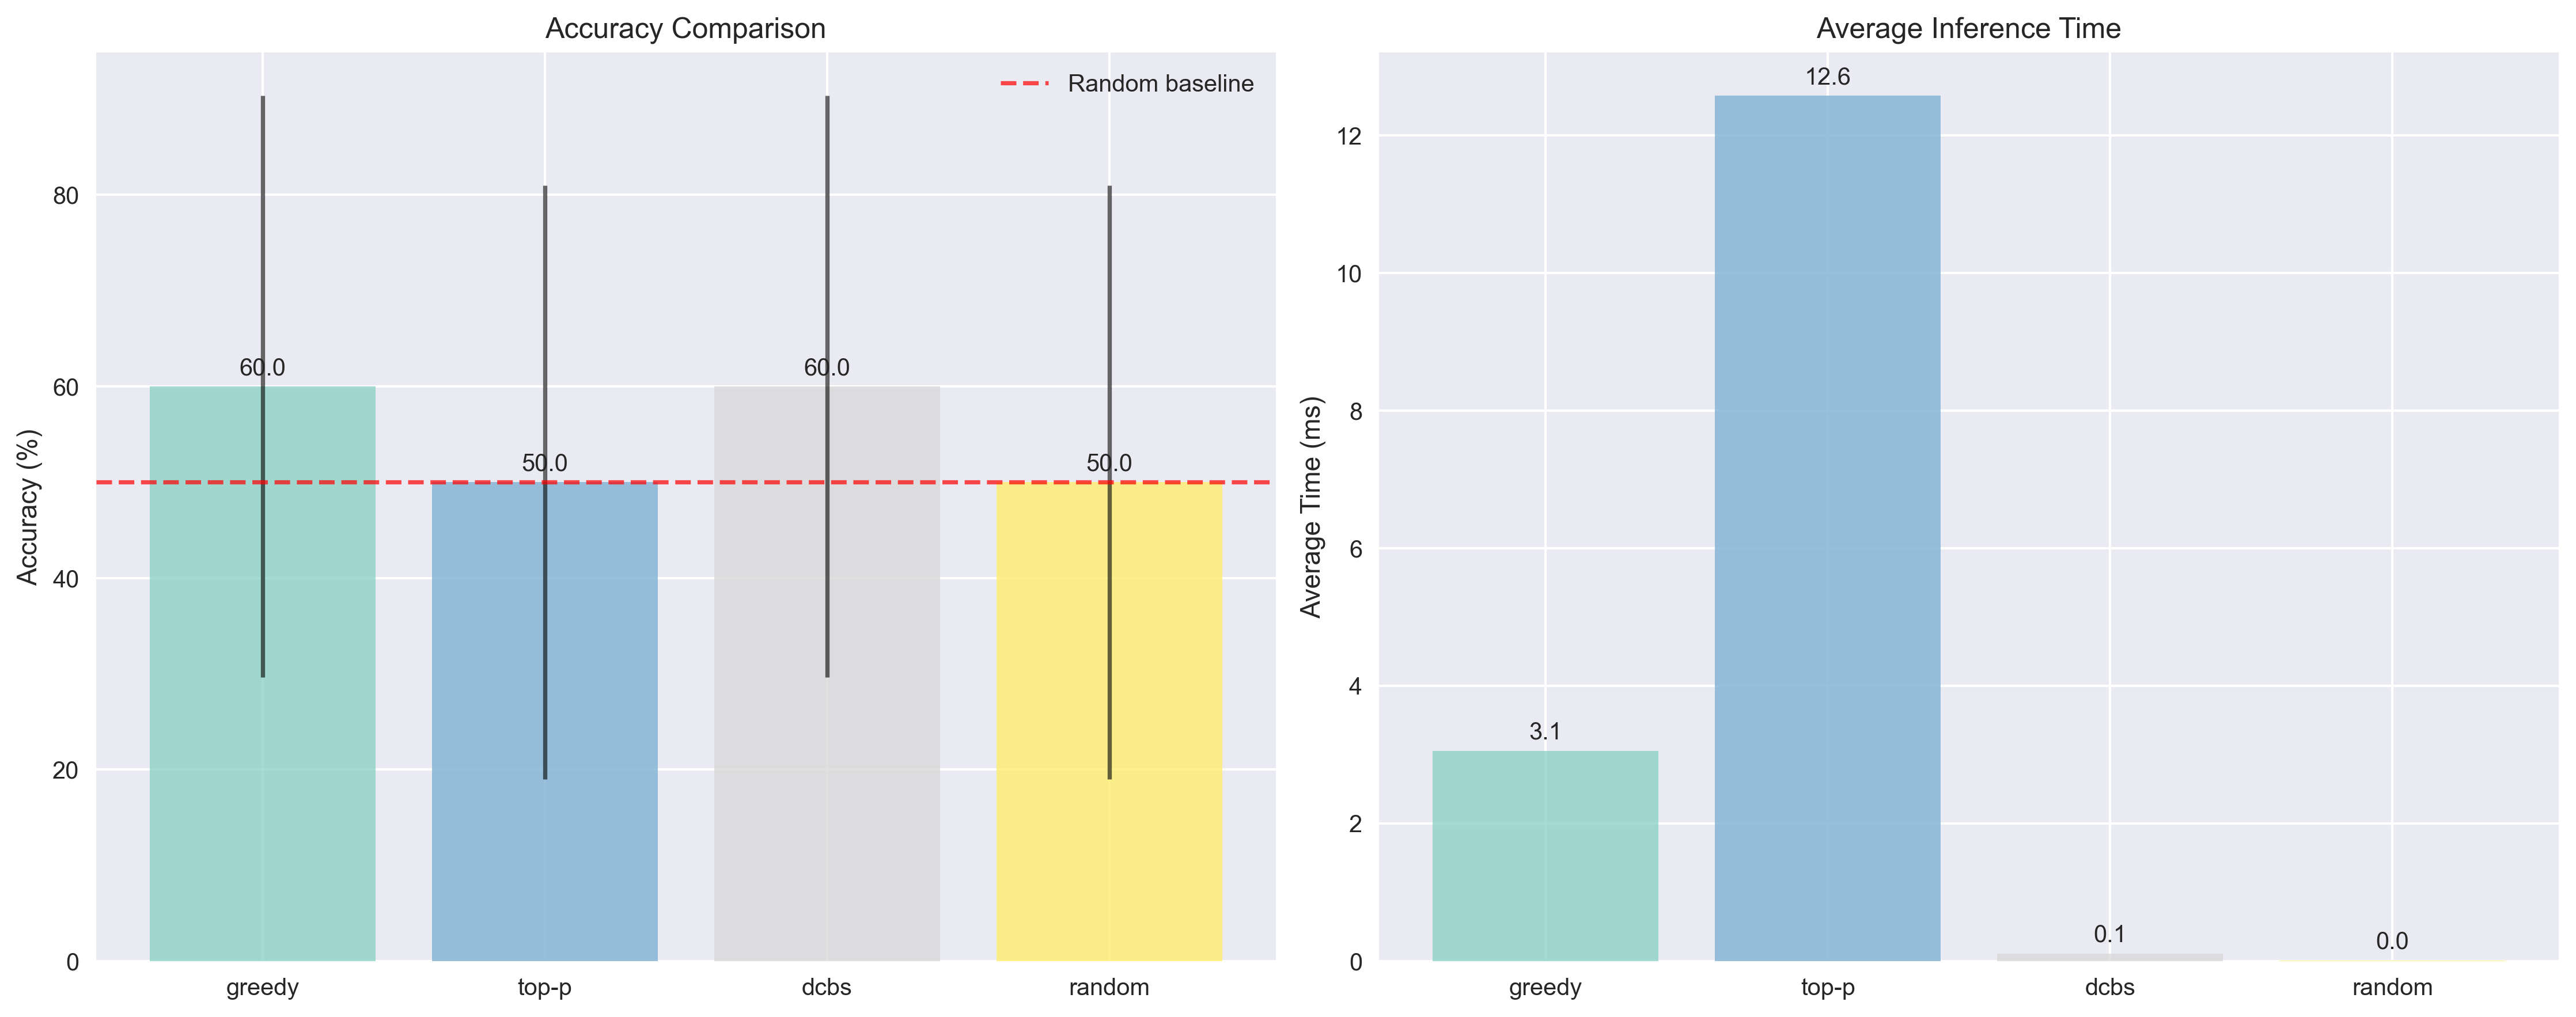 Accuracy Comparison
Random baseline
Accuracy (%)
80
60
40
20
0
60.0
50.0
60.0
50.0
greedy
top-p
dcbs
random
Average Inference Time
Average Time (ms)
12
10
8
6
4
2
0
3.1
12.6
0.1
0.0
greedy
top-p
dcbs
random